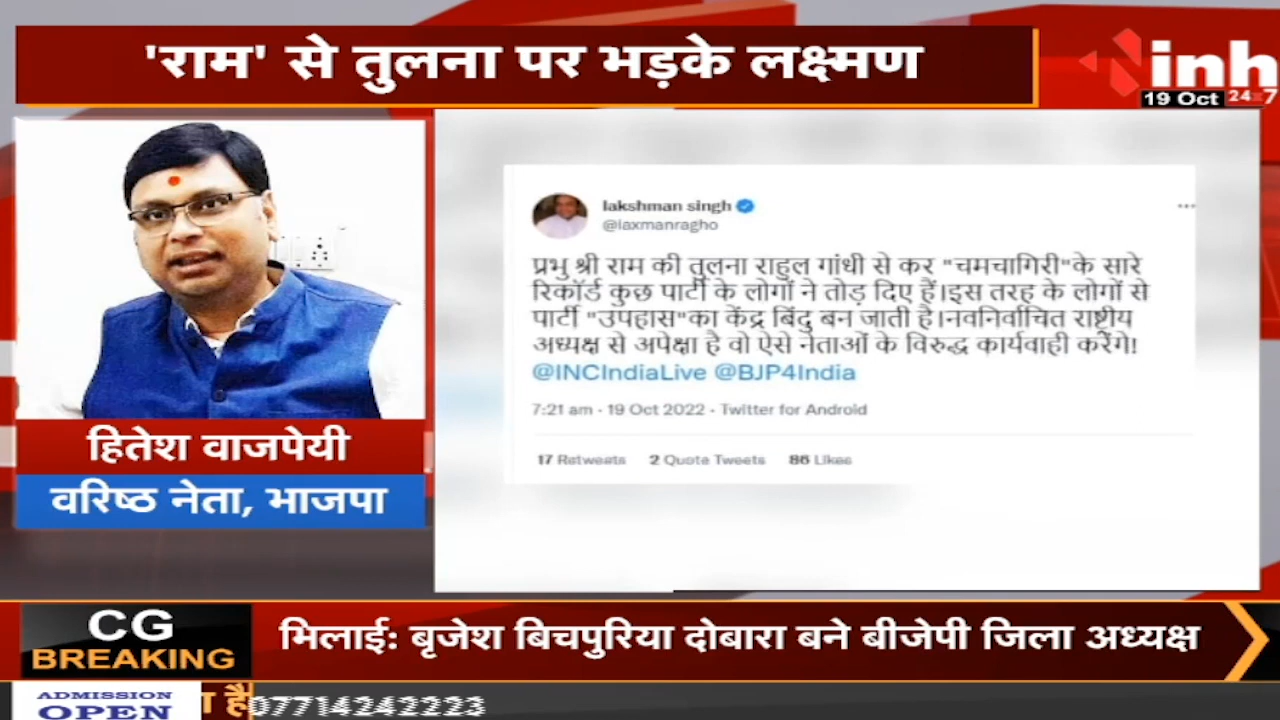 'राम' से तुलना पर भड़के लक्ष्मण
inh
19 Oct 24x7
lakshman singh
@laxmanragho
प्रभु श्री राम की तुलना राहुल गांधी से कर "चमचागिरी"के सारे
रिकॉर्ड कुछ पार्टी के लोगों ने तोड़ दिए हैं।इस तरह के लोगों से
पार्टी "उपहास"का केंद्र बिंदु बन जाती है।नवनिर्वाचित राष्ट्रीय
अध्यक्ष से अपेक्षा है वो ऐसे नेताओं के विरुद्ध कार्यवाही करेंगे!
@INCIndiaLive @BJP4India
7:21 am · 19 Oct 2022 · Twitter for Android
17 Retweets 2 Quote Tweets 86 Likes
हितेश वाजपेयी
वरिष्ठ नेता, भाजपा
CG
BREAKING
भिलाई: बृजेश बिचपुरिया दोबारा बने बीजेपी जिला अध्यक्ष
ADMISSION
OPEN
है
07714242223